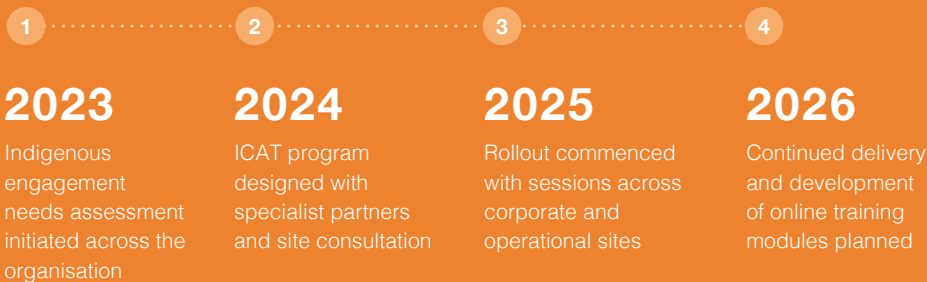 1
2
3
4
2023
Indigenous
engagement
needs assessment
initiated across the
organisation
2024
ICAT program
designed with
specialist partners
and site consultation
2025
Rollout commenced
with sessions across
corporate and
operational sites
2026
Continued delivery
and development
of online training
modules planned